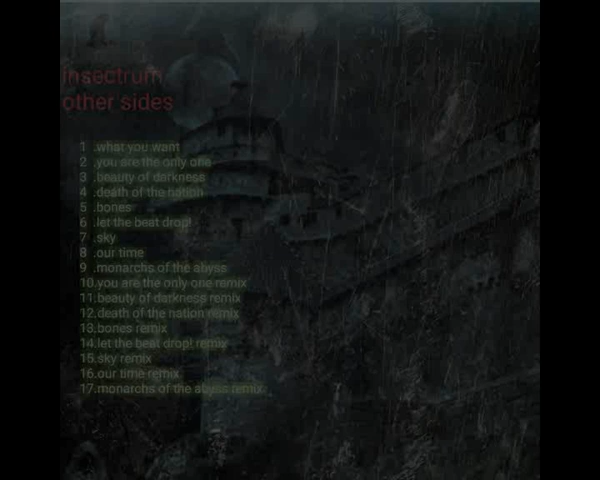 insectrum
other sides
1 .what you want
2 .you are the only one
3 .beauty of darkness
4 .death of the nation
5 .bones
6 .let the beat drop!
7 .sky
8 .our time
9 .monarchs of the abyss
10.you are the only one remix
11.beauty of darkness remix
12.death of the nation remix
13.bones remix
14.let the beat drop! remix
15.sky remix
16.our time remix
17.monarchs of the abyss remix